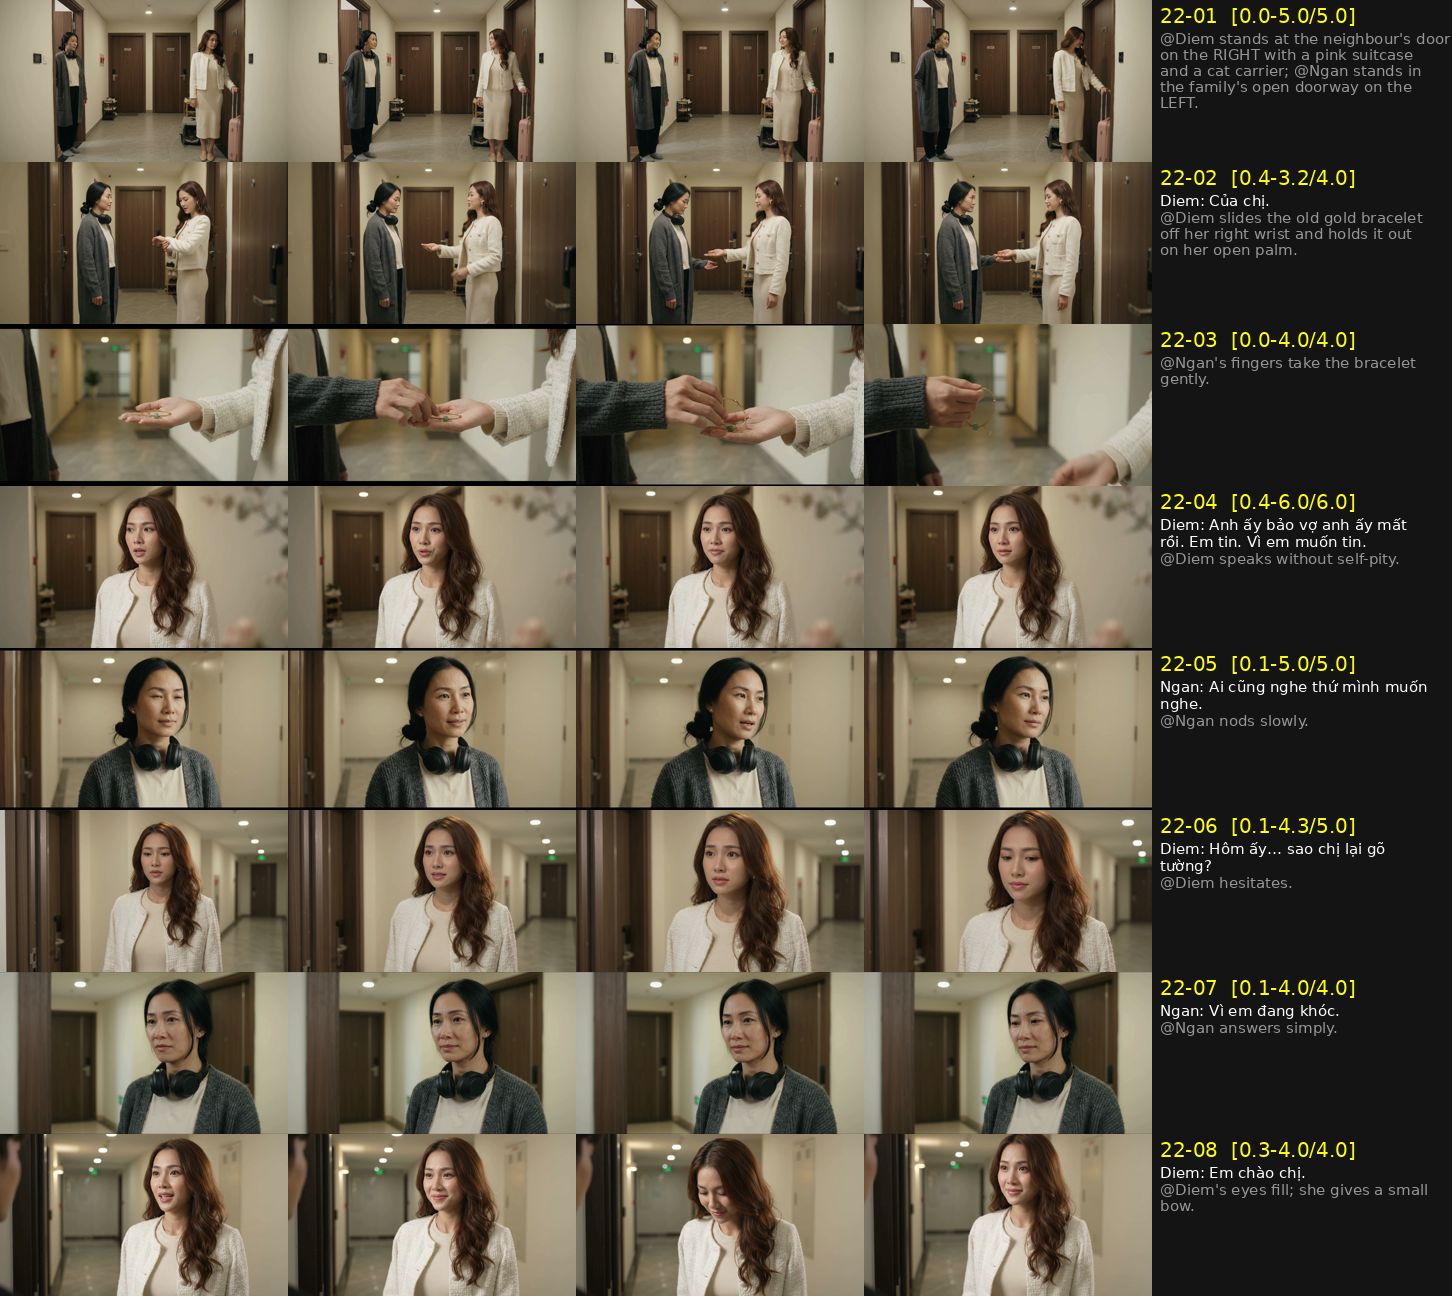 22-01 [0.0-5.0/5.0]
@Diem stands at the neighbour's door
on the RIGHT with a pink suitcase
and a cat carrier; @Ngan stands in
the family's open doorway on the
LEFT.
22-02 [0.4-3.2/4.0]
Diem: Của chị.
@Diem slides the old gold bracelet
off her right wrist and holds it out
on her open palm.
22-03 [0.0-4.0/4.0]
@Ngan's fingers take the bracelet
gently.
22-04 [0.4-6.0/6.0]
Diem: Anh ấy bảo vợ anh ấy mất
rồi. Em tin. Vì em muốn tin.
@Diem speaks without self-pity.
22-05 [0.1-5.0/5.0]
Ngan: Ai cũng nghe thứ mình muốn
nghe.
@Ngan nods slowly.
22-06 [0.1-4.3/5.0]
Diem: Hôm ấy... sao chị lại gõ
tường?
@Diem hesitates.
22-07 [0.1-4.0/4.0]
Ngan: Vì em đang khóc.
@Ngan answers simply.
22-08 [0.3-4.0/4.0]
Diem: Em chào chị.
@Diem's eyes fill; she gives a small
bow.